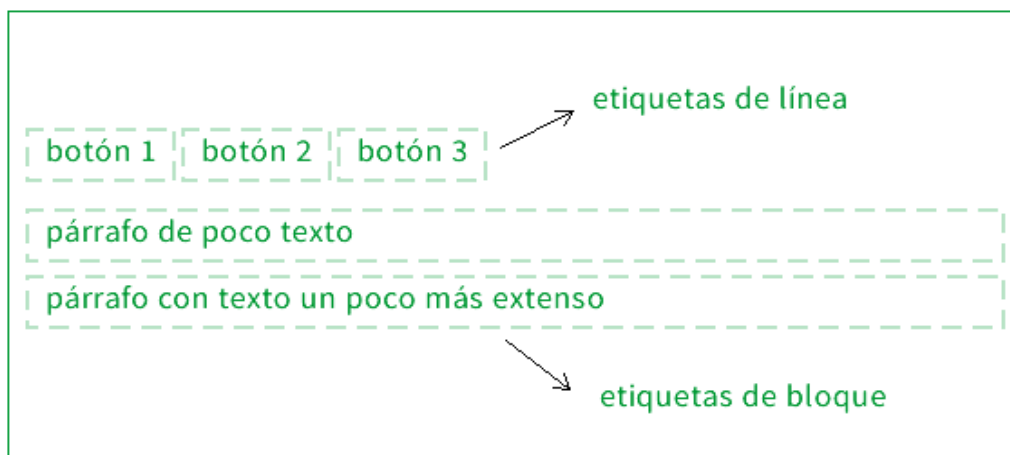 etiquetas de línea
botón 1 botón 2 botón 3
párrafo de poco texto
párrafo con texto un poco más extenso
etiquetas de bloque